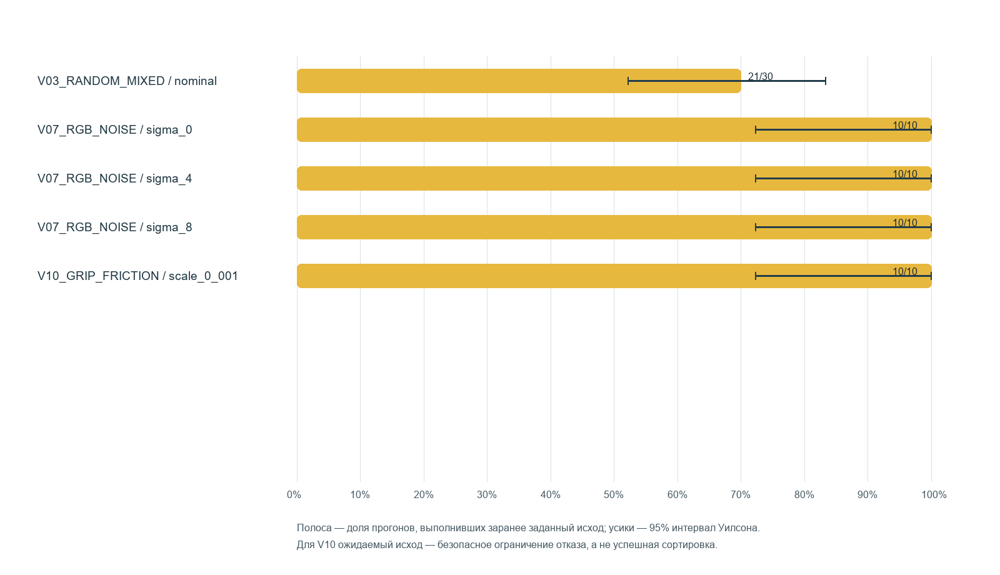 V03_RANDOM_MIXED / nominal 21/30
V07_RGB_NOISE / sigma_0 10/10
V07_RGB_NOISE / sigma_4 10/10
V07_RGB_NOISE / sigma_8 10/10
V10_GRIP_FRICTION / scale_0_001 10/10
0% 10% 20% 30% 40% 50% 60% 70% 80% 90% 100%
Полоса — доля прогонов, выполнивших заранее заданный исход; усики — 95% интервал Уилсона.
Для V10 ожидаемый исход — безопасное ограничение отказа, а не успешная сортировка.